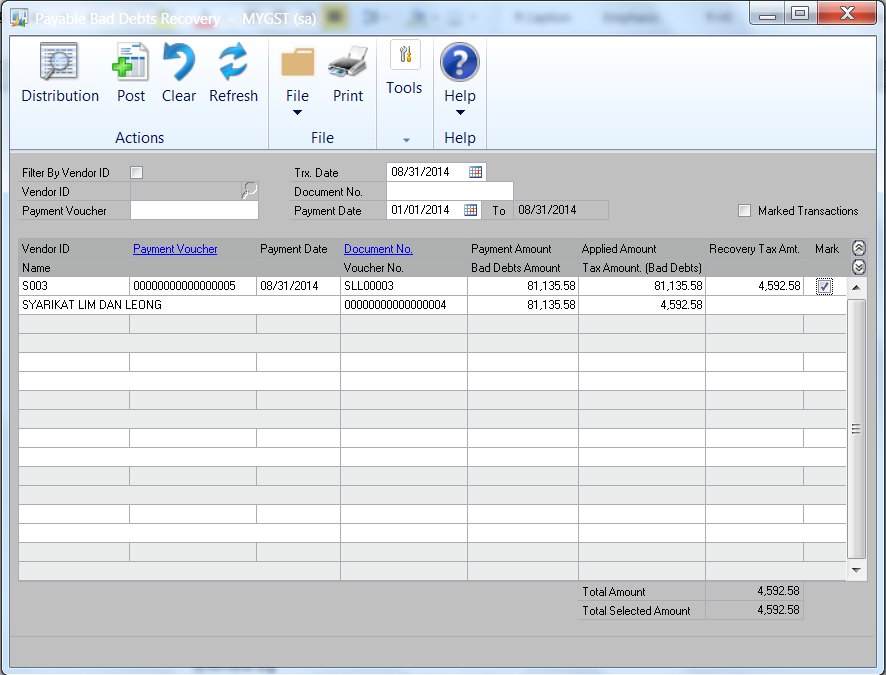 Payable Bad Debts Recovery - MYGST (sa)
Distribution Post Clear Refresh File Print Tools Help
Actions File Help
Filter By Vendor ID Trx. Date 08/31/2014
Vendor ID Document No.
Payment Voucher Payment Date 01/01/2014 To 08/31/2014 Marked Transactions
Vendor ID Payment Voucher Payment Date Document No. Payment Amount Applied Amount Recovery Tax Amt. Mark
Name Voucher No. Bad Debts Amount Tax Amount. (Bad Debts)
S003 00000000000000005 08/31/2014 SLL00003 81,135.58 81,135.58 4,592.58
SYARIKAT LIM DAN LEONG 00000000000000004 81,135.58 4,592.58
Total Amount 4,592.58
Total Selected Amount 4,592.58